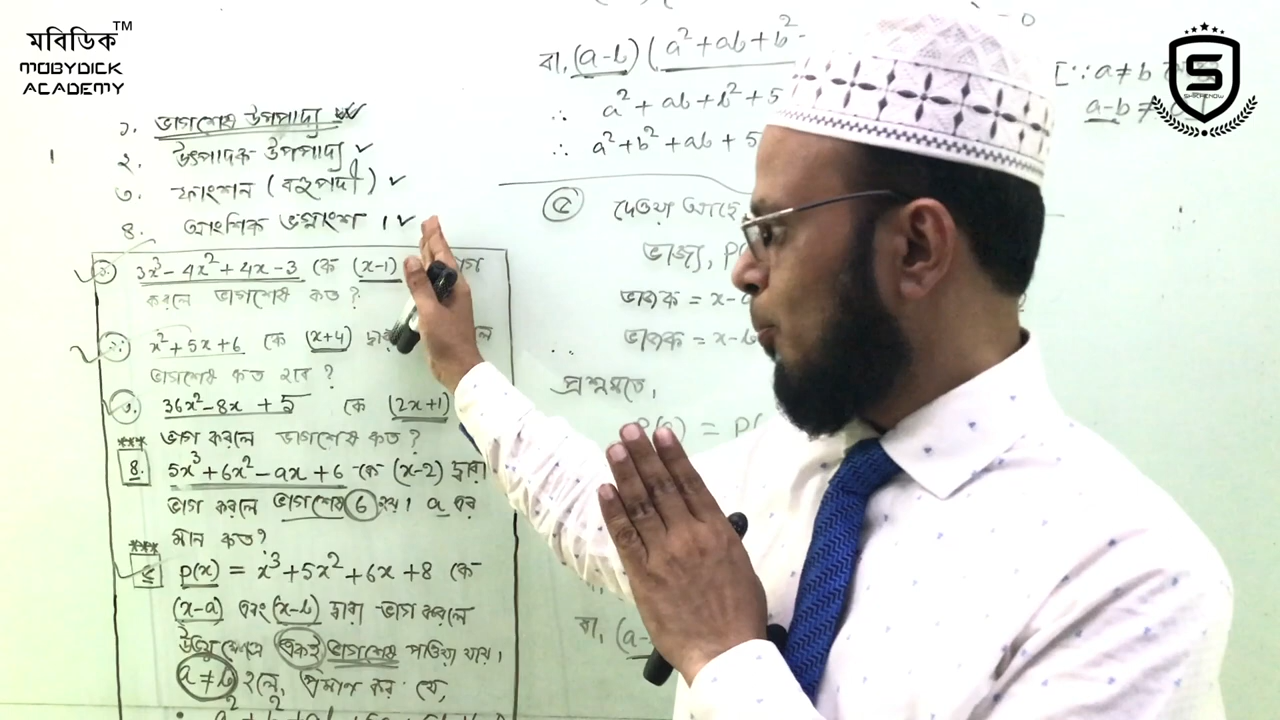 মবিডিক™
MOBYDICK
ACADEMY
S
১. ভাগশেষ উপপাদ্য
২. উৎপাদক উপপাদ্য
৩. ফাংশন (বহুপদী)
৪. আংশিক ভগ্নাংশ ।
১. 3x³ - 4x² + 4x - 3 কে (x-1)
করলে ভাগশেষ কত ?
২. x² + 5x + 6 কে (x+4)
ভাগশেষ কত হবে ?
৩. 36x² - 8x + 5 কে (2x+1)
ভাগ করলে ভাগশেষ কত ?
*** ৪. 5x³ + 6x² - ax + 6 কে (x-2) দ্বারা
ভাগ করলে ভাগশেষ 6 হয়। a এর
মান কত?
*** ৫ P(x) = x³ + 5x² + 6x + 8 কে
(x-a) এবং (x-b) দ্বারা ভাগ করলে
উভয় ক্ষেত্রে একই ভাগশেষ পাওয়া যায়।
a ≠ b হলে, প্রমাণ কর যে,
বা, (a-b) (a² + ab + b² -
[∵ a ≠ b
a-b ≠
∴ a² + ab + b² + 5
∴ a² + b² + ab + 5
৫ দেওয়া আছে,
ভাজ্য, P(
ভাজক = x-a
ভাজক = x-b
∴ প্রশ্নমতে,
P(a) = P(
বা, (a-